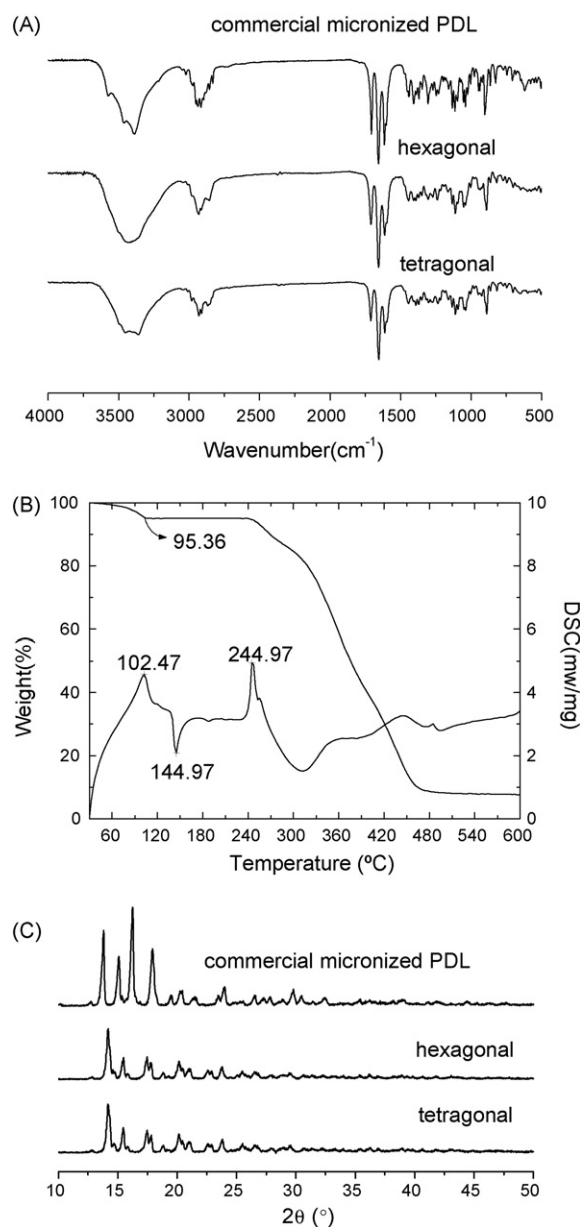 (A)
commercial micronized PDL
hexagonal
tetragonal
4000 3500 3000 2500 2000 1500 1000 500
Wavenumber(cm⁻¹)
(B)
100 10
95.36
80 8
60 6
102.47 244.97
40 4
144.97
20 2
0 0
Weight(%)
DSC(mw/mg)
60 120 180 240 300 360 420 480 540 600
Temperature (ºC)
(C)
commercial micronized PDL
hexagonal
tetragonal
10 15 20 25 30 35 40 45 50
2θ (°)